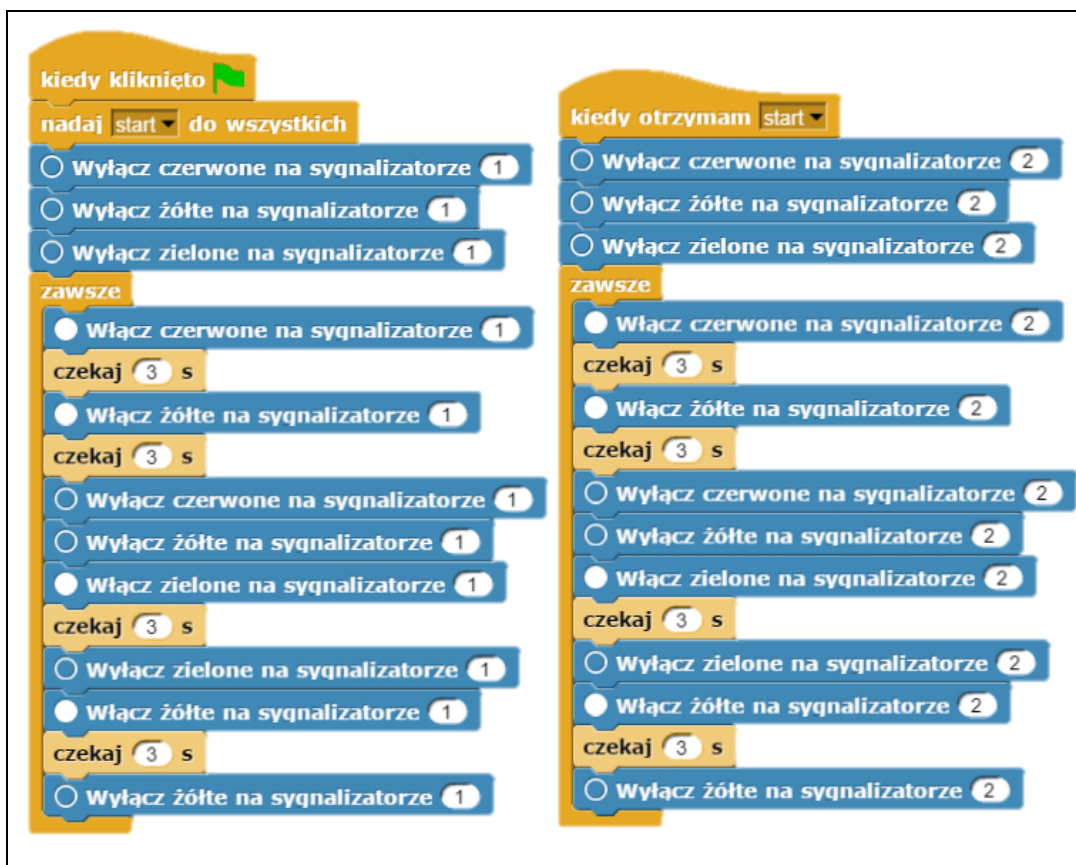 kiedy kliknięto
nadaj start do wszystkich
Wyłącz czerwone na sygnalizatorze 1
Wyłącz żółte na sygnalizatorze 1
Wyłącz zielone na sygnalizatorze 1
zawsze
Włącz czerwone na sygnalizatorze 1
czekaj 3 s
Włącz żółte na sygnalizatorze 1
czekaj 3 s
Wyłącz czerwone na sygnalizatorze 1
Wyłącz żółte na sygnalizatorze 1
Włącz zielone na sygnalizatorze 1
czekaj 3 s
Wyłącz zielone na sygnalizatorze 1
Włącz żółte na sygnalizatorze 1
czekaj 3 s
Wyłącz żółte na sygnalizatorze 1
kiedy otrzymam start
Wyłącz czerwone na sygnalizatorze 2
Wyłącz żółte na sygnalizatorze 2
Wyłącz zielone na sygnalizatorze 2
zawsze
Włącz czerwone na sygnalizatorze 2
czekaj 3 s
Włącz żółte na sygnalizatorze 2
czekaj 3 s
Wyłącz czerwone na sygnalizatorze 2
Wyłącz żółte na sygnalizatorze 2
Włącz zielone na sygnalizatorze 2
czekaj 3 s
Wyłącz zielone na sygnalizatorze 2
Włącz żółte na sygnalizatorze 2
czekaj 3 s
Wyłącz żółte na sygnalizatorze 2